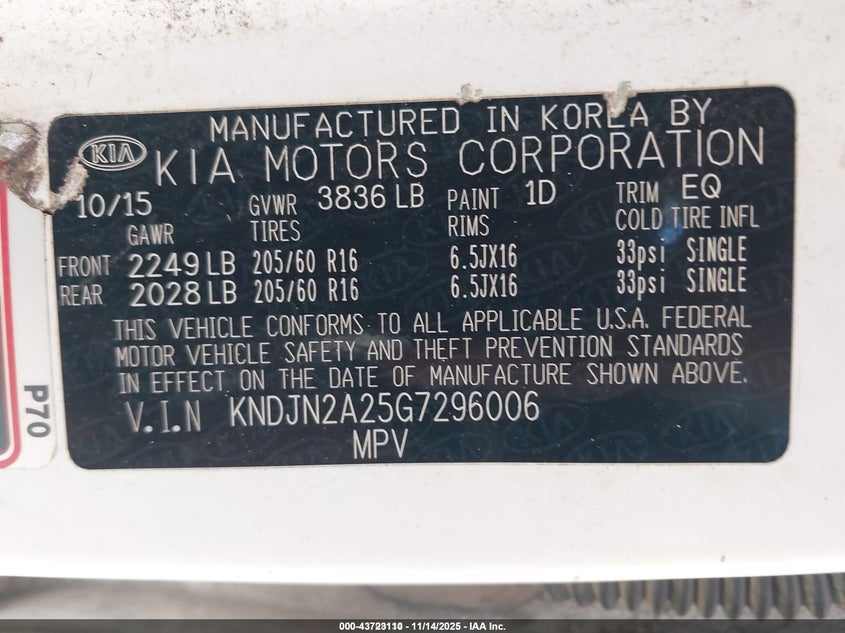 MANUFACTURED IN KOREA BY
KIA KIA MOTORS CORPORATION
10/15 GVWR 3836 LB PAINT 1D TRIM EQ
GAWR TIRES RIMS COLD TIRE INFL
FRONT 2249 LB 205/60 R16 6.5JX16 33psi SINGLE
REAR 2028 LB 205/60 R16 6.5JX16 33psi SINGLE
THIS VEHICLE CONFORMS TO ALL APPLICABLE U.S.A. FEDERAL
MOTOR VEHICLE SAFETY AND THEFT PREVENTION STANDARDS
IN EFFECT ON THE DATE OF MANUFACTURE SHOWN ABOVE.
V.I.N KNDJN2A25G7296006
MPV
P70
000-43723110 | 11/14/2025 - IAA Inc.